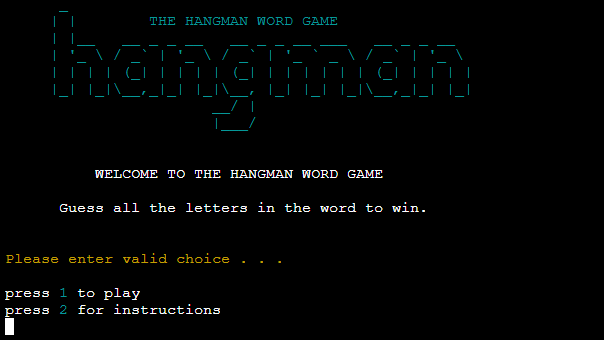 THE HANGMAN WORD GAME
hangman
WELCOME TO THE HANGMAN WORD GAME
Guess all the letters in the word to win.
Please enter valid choice . . .
press 1 to play
press 2 for instructions